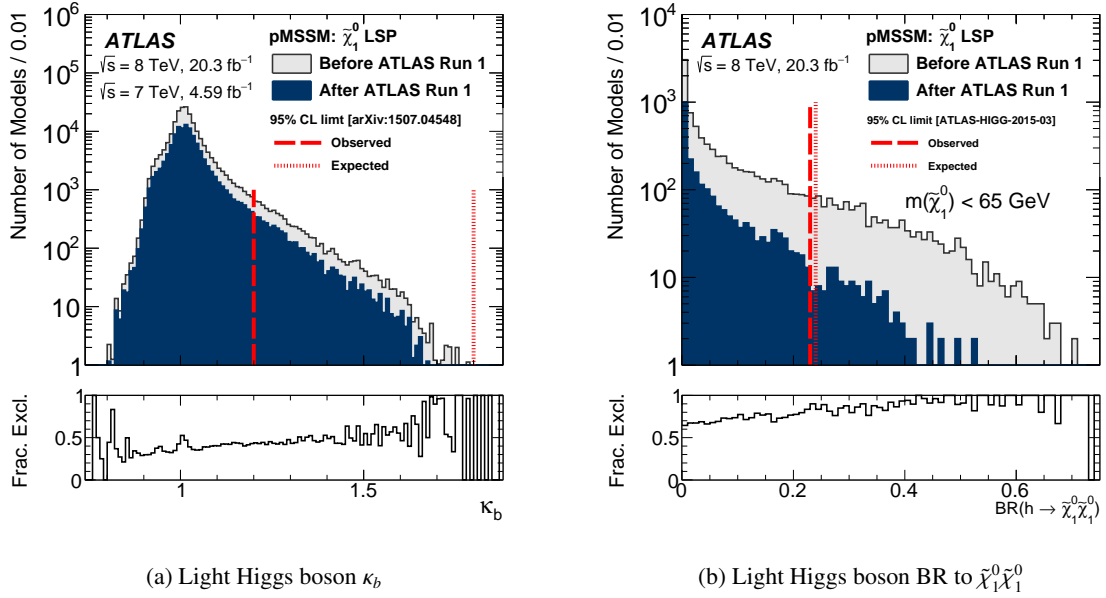 ATLAS
√s = 8 TeV, 20.3 fb⁻¹
√s = 7 TeV, 4.59 fb⁻¹
pMSSM: χ̃₁⁰ LSP
Before ATLAS Run 1
After ATLAS Run 1
95% CL limt [arXiv:1507.04548]
Observed
Expected
Number of Models / 0.01
10⁶
10⁵
10⁴
10³
10²
10
1
Frac. Excl.
1
0.5
0
1 1.5
κ_b
(a) Light Higgs boson κ_b
ATLAS
√s = 8 TeV, 20.3 fb⁻¹
pMSSM: χ̃₁⁰ LSP
Before ATLAS Run 1
After ATLAS Run 1
95% CL limit [ATLAS-HIGG-2015-03]
Observed
Expected
m(χ̃₁⁰) < 65 GeV
Number of Models / 0.01
10⁴
10³
10²
10
1
Frac. Excl.
1
0.5
0
0 0.2 0.4 0.6
BR(h → χ̃₁⁰χ̃₁⁰)
(b) Light Higgs boson BR to χ̃₁⁰χ̃₁⁰